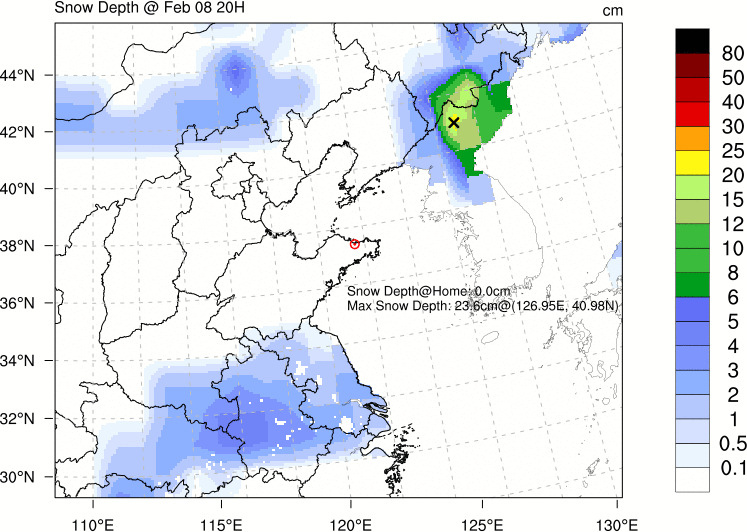 Snow Depth @ Feb 08 20H
cm
44°N
42°N
40°N
38°N
36°N
34°N
32°N
30°N
Snow Depth@Home: 0.0cm
Max Snow Depth: 23.6cm@(126.95E, 40.98N)
110°E
115°E
120°E
125°E
130°E
80
50
40
30
25
20
15
12
10
8
6
5
4
3
2
1
0.5
0.1